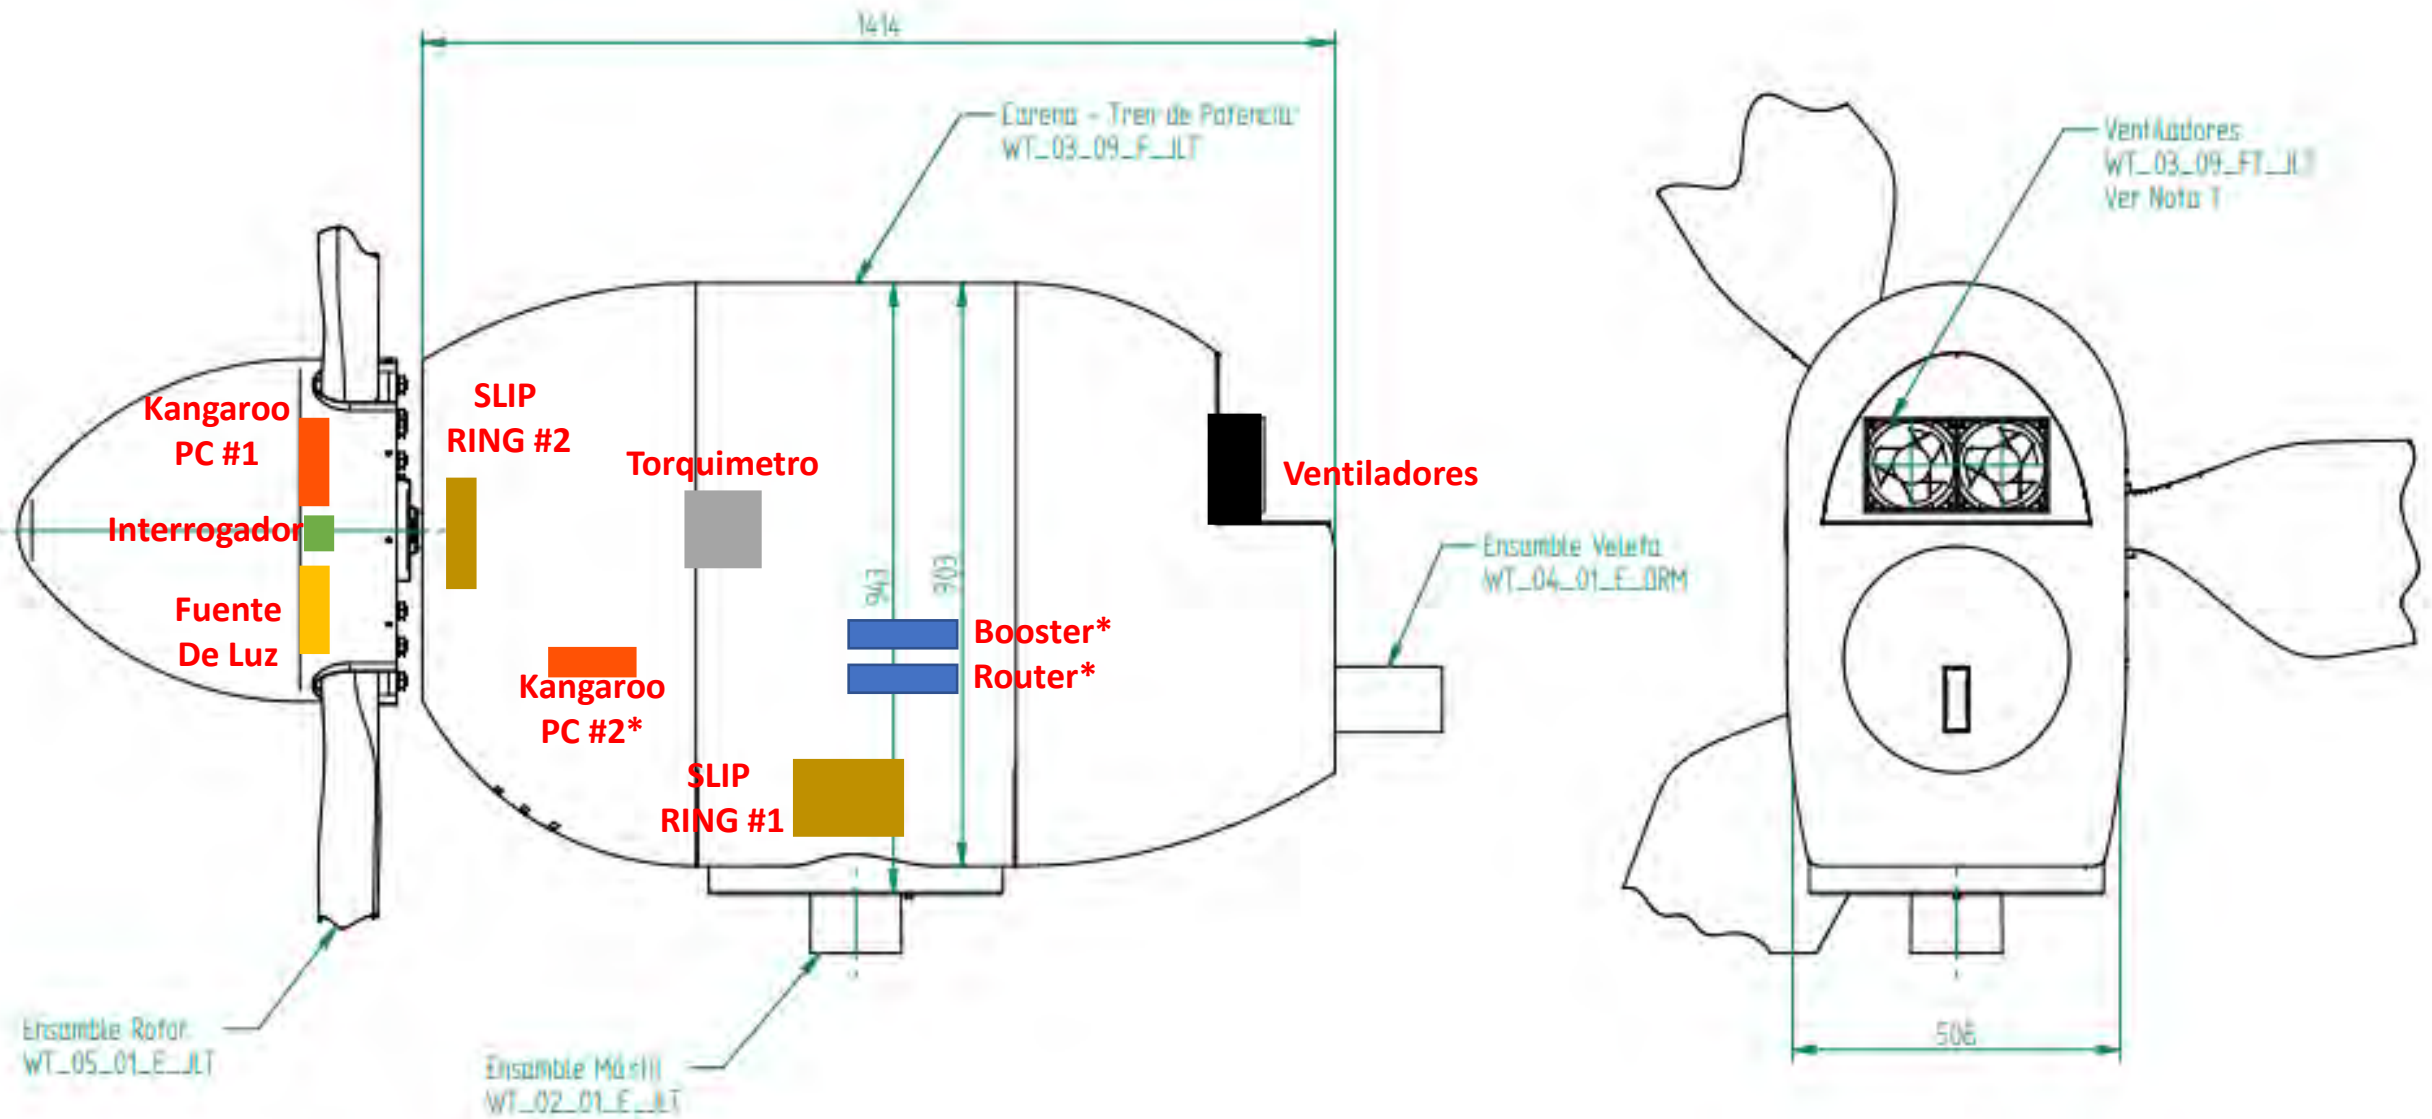 1414
Carena - Tren de Potencia
WT_03_09_F_JLT
Ventiladores
WT_03_09_FT_JLT
Ver Nota 1
Kangaroo
PC #1
SLIP
RING #2
Torquimetro
Ventiladores
Interrogador
Fuente
De Luz
943
903
Ensamble Veleta
WT_04_01_E_ORM
Booster*
Router*
Kangaroo
PC #2*
SLIP
RING #1
Ensamble Rotor
WT_05_01_E_JLT
Ensamble Mástil
WT_02_01_E_JLT
506